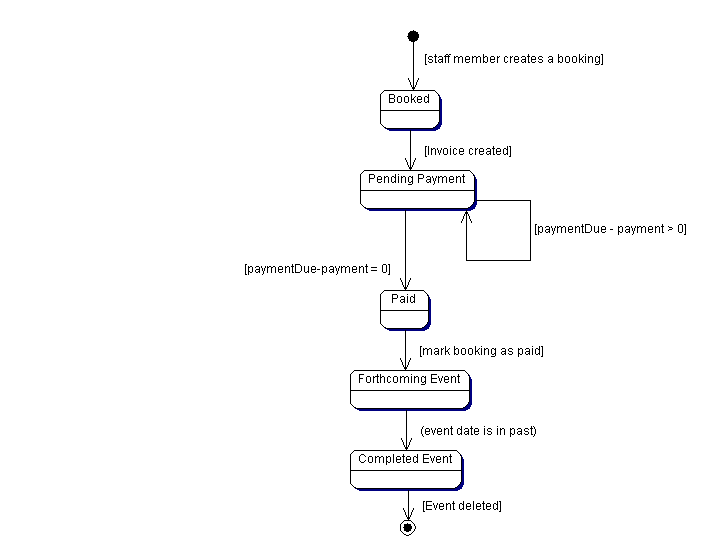 [staff member creates a booking]
Booked
[Invoice created]
Pending Payment
[paymentDue - payment > 0]
[paymentDue-payment = 0]
Paid
[mark booking as paid]
Forthcoming Event
(event date is in past)
Completed Event
[Event deleted]